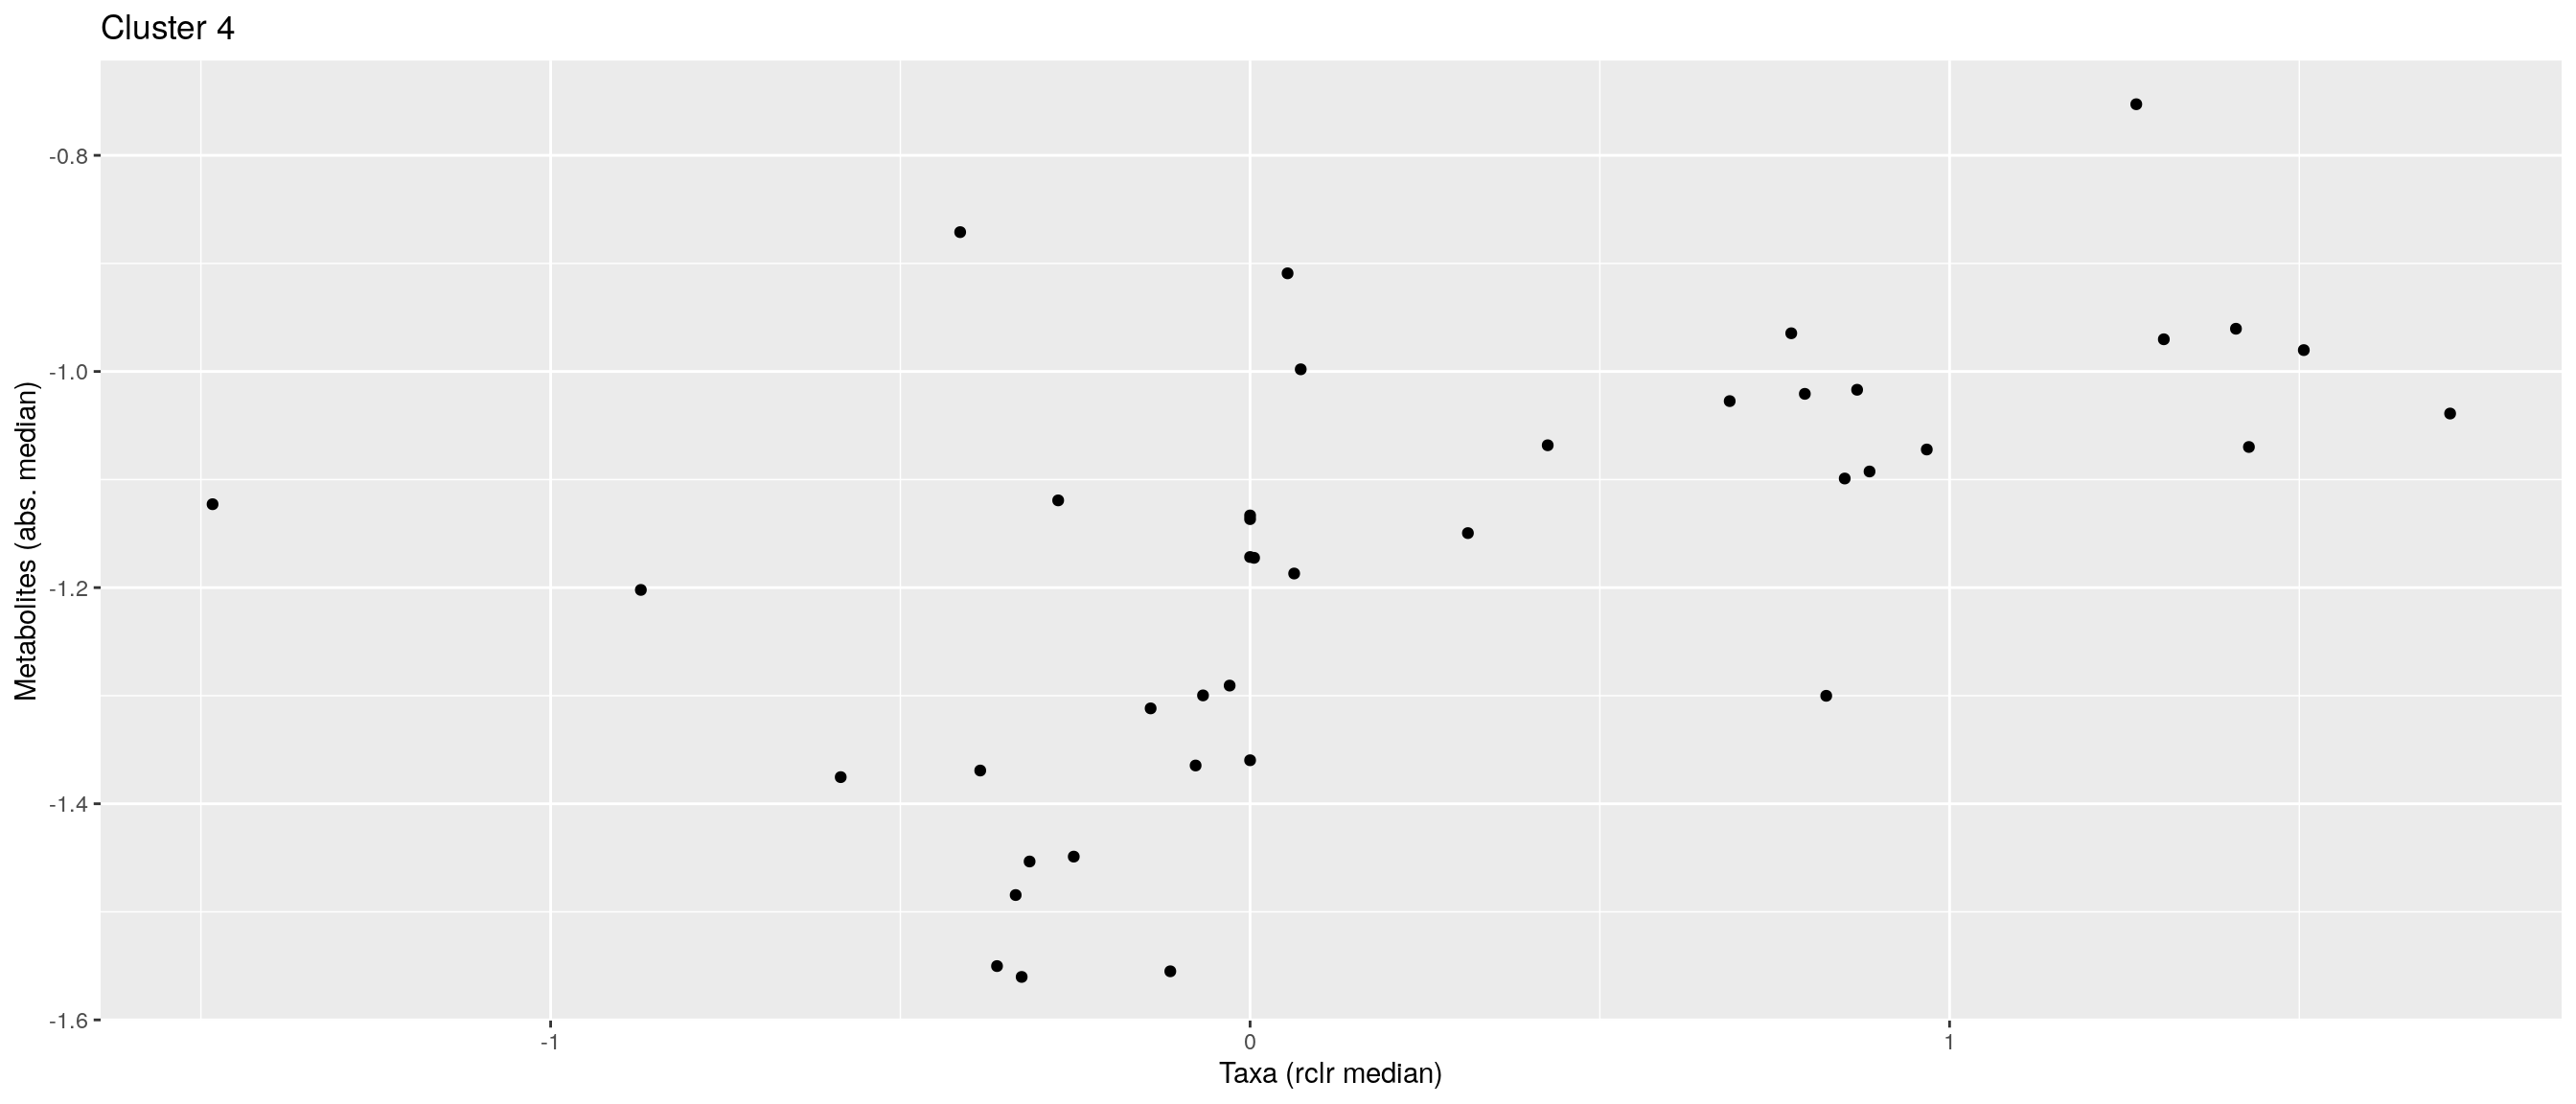 Cluster 4
Metabolites (abs. median)
-0.8
-1.0
-1.2
-1.4
-1.6
-1
0
1
Taxa (rclr median)